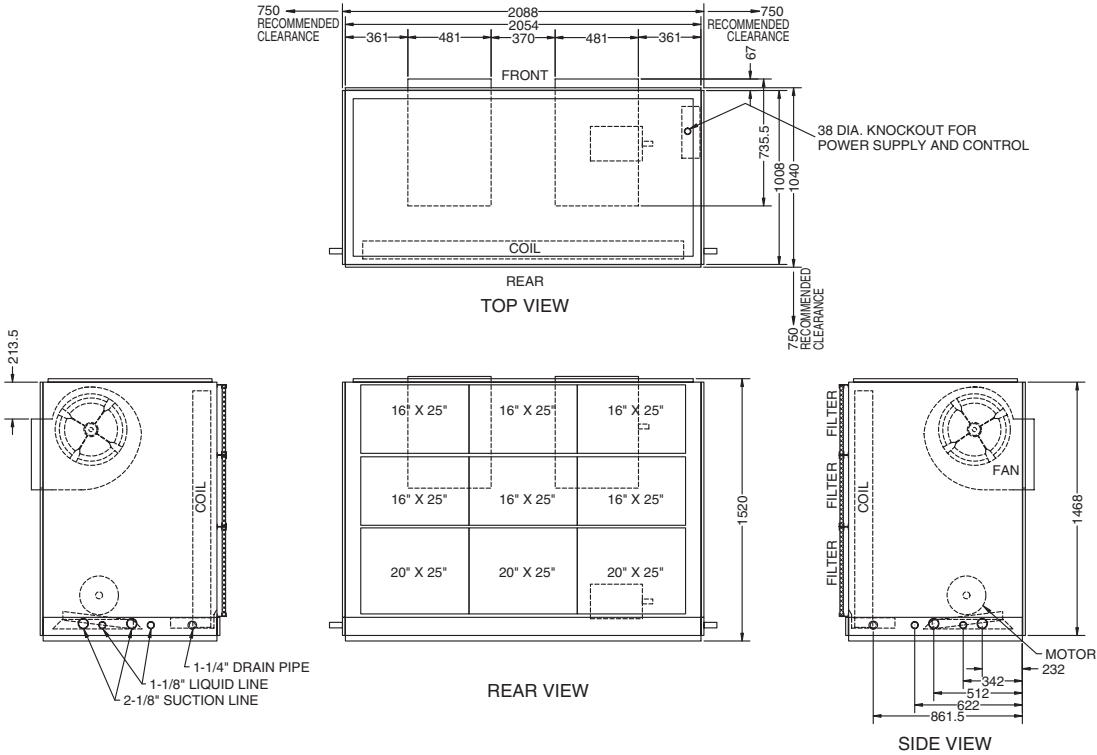 750
RECOMMENDED
CLEARANCE
2088
2054
750
RECOMMENDED
CLEARANCE
361
481
370
481
361
67
FRONT
38 DIA. KNOCKOUT FOR
POWER SUPPLY AND CONTROL
735.5
1008
1040
COIL
REAR
TOP VIEW
750
RECOMMENDED
CLEARANCE
213.5
COIL
1-1/4" DRAIN PIPE
1-1/8" LIQUID LINE
2-1/8" SUCTION LINE
16" X 25" 16" X 25" 16" X 25"
16" X 25" 16" X 25" 16" X 25"
20" X 25" 20" X 25" 20" X 25"
1520
REAR VIEW
FILTER
FILTER
FILTER
COIL
FAN
1468
MOTOR
232
342
512
622
861.5
SIDE VIEW